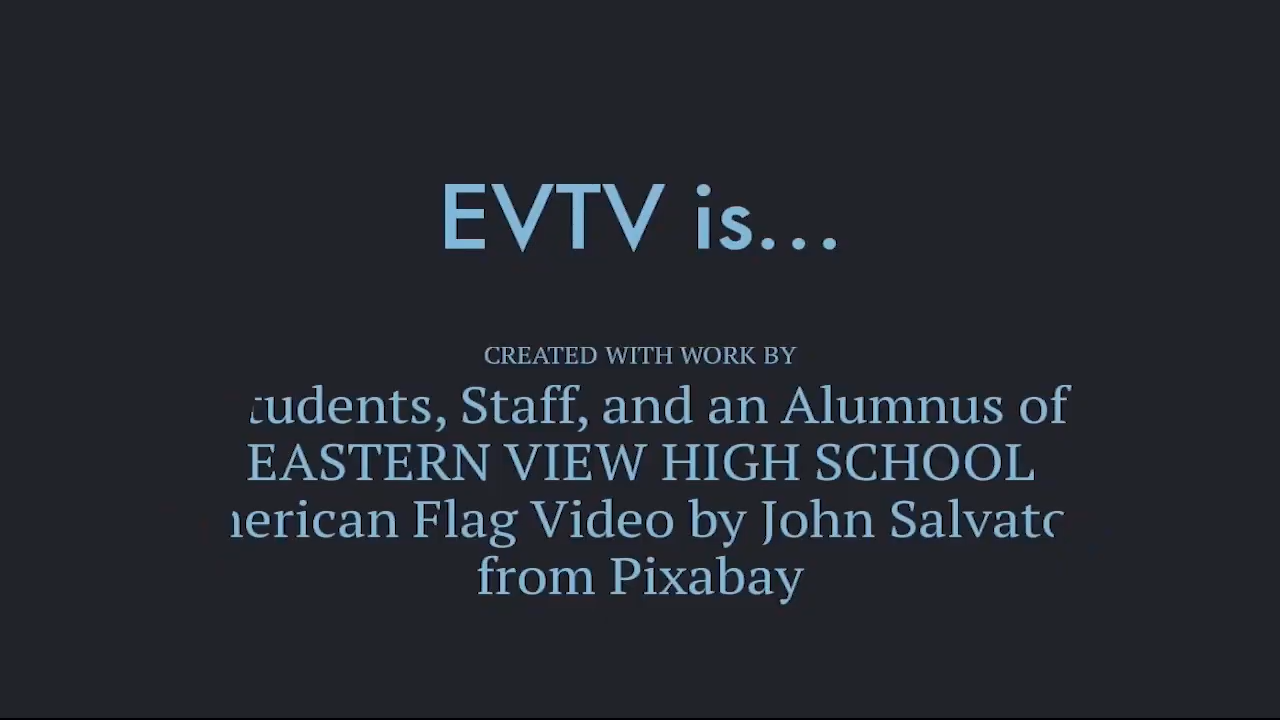 EVTV is...
CREATED WITH WORK BY
tudents, Staff, and an Alumnus of
EASTERN VIEW HIGH SCHOOL
erican Flag Video by John Salvat
from Pixabay